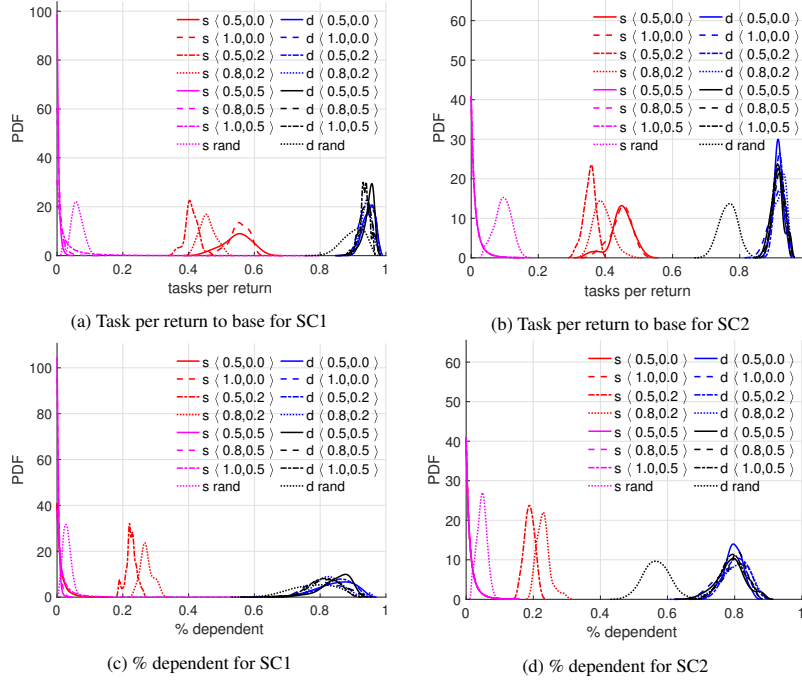 100
80
60
40
20
0
PDF
s ⟨ 0.5,0.0 ⟩ d ⟨ 0.5,0.0 ⟩
s ⟨ 1.0,0.0 ⟩ d ⟨ 1.0,0.0 ⟩
s ⟨ 0.5,0.2 ⟩ d ⟨ 0.5,0.2 ⟩
s ⟨ 0.8,0.2 ⟩ d ⟨ 0.8,0.2 ⟩
s ⟨ 0.5,0.5 ⟩ d ⟨ 0.5,0.5 ⟩
s ⟨ 0.8,0.5 ⟩ d ⟨ 0.8,0.5 ⟩
s ⟨ 1.0,0.5 ⟩ d ⟨ 1.0,0.5 ⟩
s rand d rand
0 0.2 0.4 0.6 0.8 1
tasks per return
(a) Task per return to base for SC1
60
50
40
30
20
10
0
PDF
s ⟨ 0.5,0.0 ⟩ d ⟨ 0.5,0.0 ⟩
s ⟨ 1.0,0.0 ⟩ d ⟨ 1.0,0.0 ⟩
s ⟨ 0.5,0.2 ⟩ d ⟨ 0.5,0.2 ⟩
s ⟨ 0.8,0.2 ⟩ d ⟨ 0.8,0.2 ⟩
s ⟨ 0.5,0.5 ⟩ d ⟨ 0.5,0.5 ⟩
s ⟨ 0.8,0.5 ⟩ d ⟨ 0.8,0.5 ⟩
s ⟨ 1.0,0.5 ⟩ d ⟨ 1.0,0.5 ⟩
s rand d rand
0 0.2 0.4 0.6 0.8 1
tasks per return
(b) Task per return to base for SC2
100
80
60
40
20
0
PDF
s ⟨ 0.5,0.0 ⟩ d ⟨ 0.5,0.0 ⟩
s ⟨ 1.0,0.0 ⟩ d ⟨ 1.0,0.0 ⟩
s ⟨ 0.5,0.2 ⟩ d ⟨ 0.5,0.2 ⟩
s ⟨ 0.8,0.2 ⟩ d ⟨ 0.8,0.2 ⟩
s ⟨ 0.5,0.5 ⟩ d ⟨ 0.5,0.5 ⟩
s ⟨ 0.8,0.5 ⟩ d ⟨ 0.8,0.5 ⟩
s ⟨ 1.0,0.5 ⟩ d ⟨ 1.0,0.5 ⟩
s rand d rand
0 0.2 0.4 0.6 0.8 1
% dependent
(c) % dependent for SC1
60
50
40
30
20
10
0
PDF
s ⟨ 0.5,0.0 ⟩ d ⟨ 0.5,0.0 ⟩
s ⟨ 1.0,0.0 ⟩ d ⟨ 1.0,0.0 ⟩
s ⟨ 0.5,0.2 ⟩ d ⟨ 0.5,0.2 ⟩
s ⟨ 0.8,0.2 ⟩ d ⟨ 0.8,0.2 ⟩
s ⟨ 0.5,0.5 ⟩ d ⟨ 0.5,0.5 ⟩
s ⟨ 0.8,0.5 ⟩ d ⟨ 0.8,0.5 ⟩
s ⟨ 1.0,0.5 ⟩ d ⟨ 1.0,0.5 ⟩
s rand d rand
0 0.2 0.4 0.6 0.8 1
% dependent
(d) % dependent for SC2